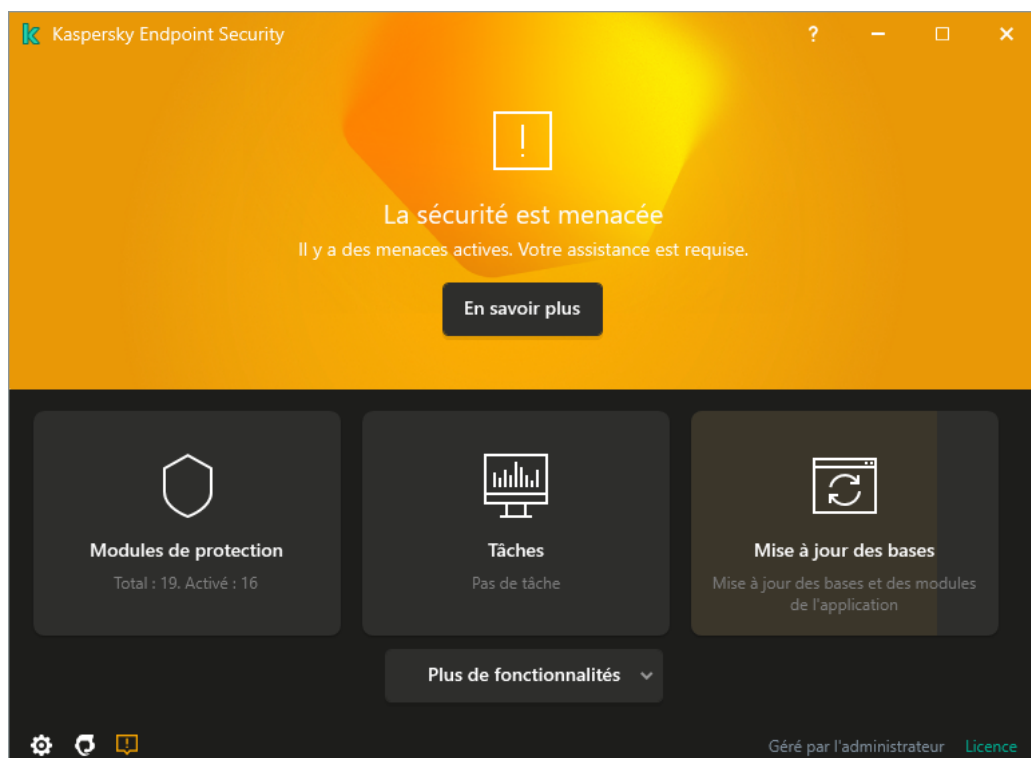 Kaspersky Endpoint Security
?
!
La sécurité est menacée
Il y a des menaces actives. Votre assistance est requise.
En savoir plus
Modules de protection
Total : 19. Activé : 16
Tâches
Pas de tâche
Mise à jour des bases
Mise à jour des bases et des modules
de l'application
Plus de fonctionnalités
Géré par l'administrateur
Licence